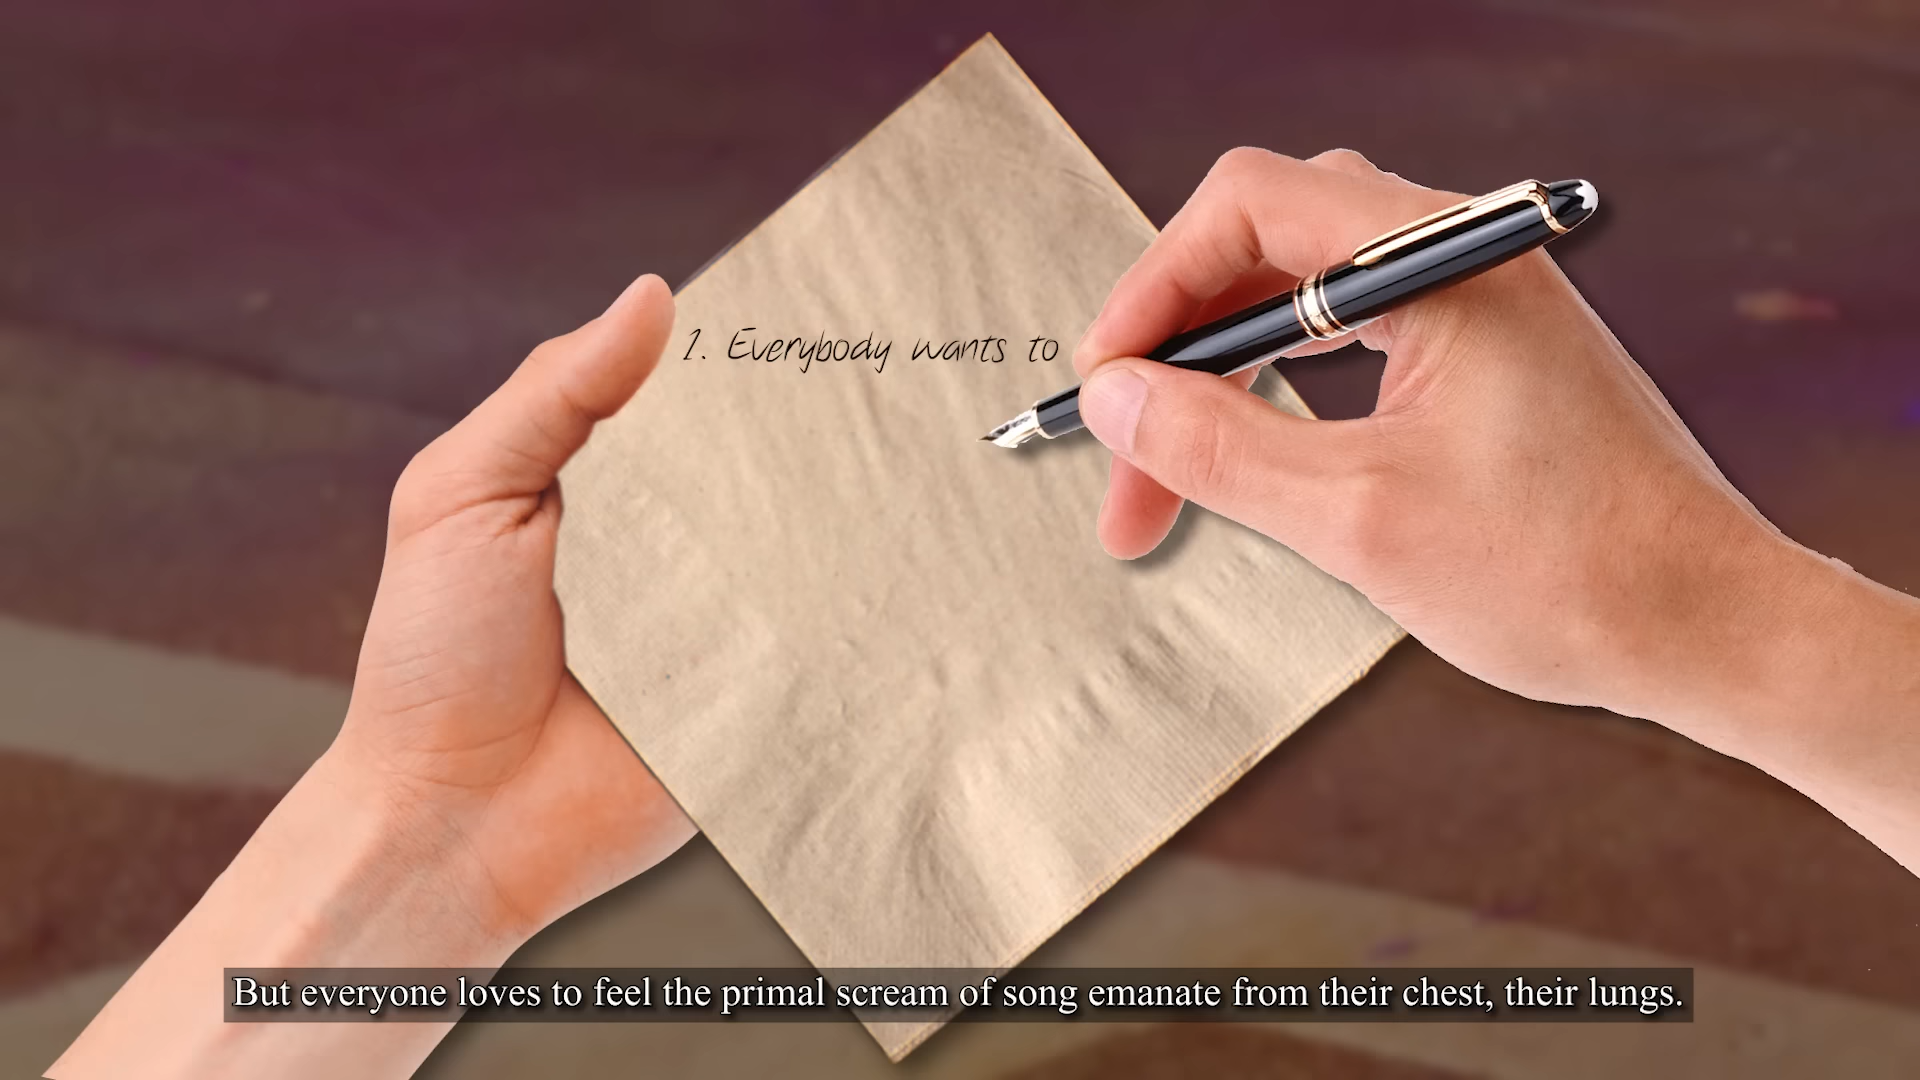 1. Everybody wants to
But everyone loves to feel the primal scream of song emanate from their chest, their lungs.